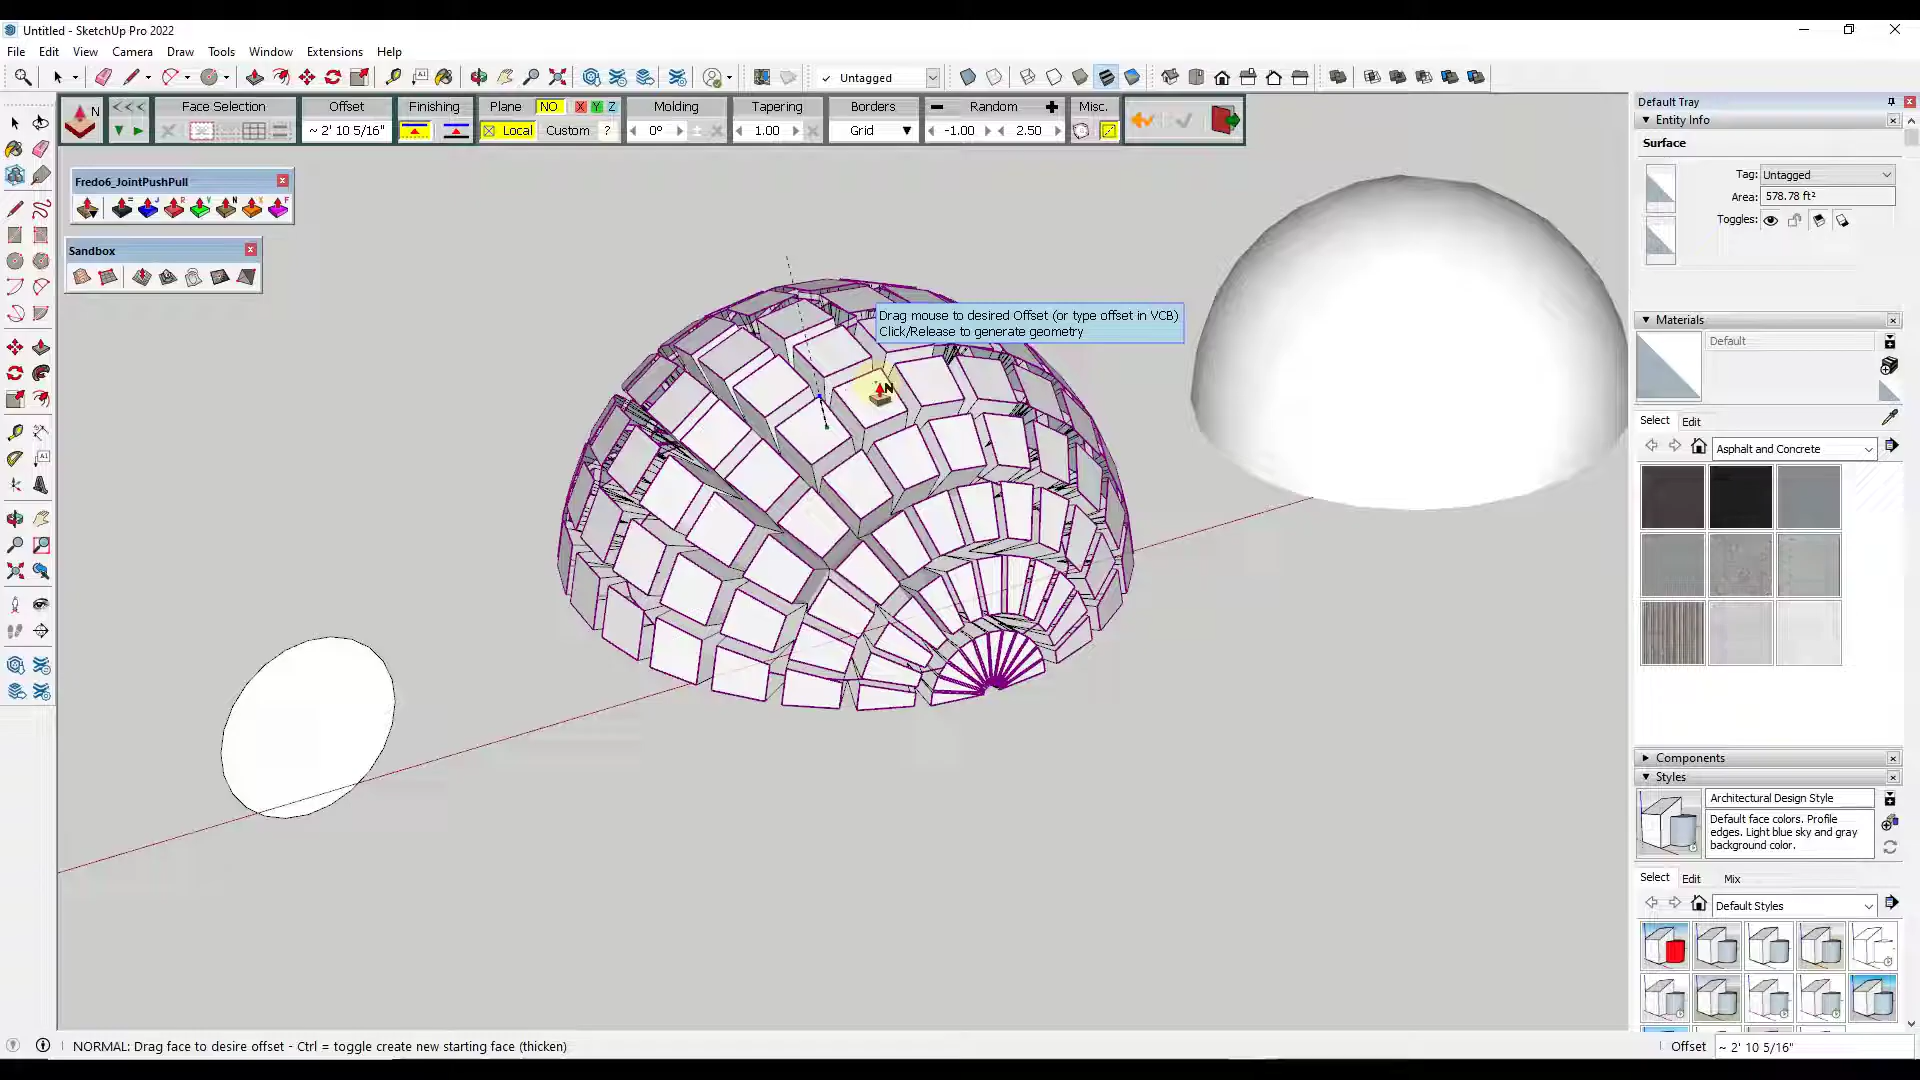 Untitled - SketchUp Pro 2022
File Edit View Camera Draw Tools Window Extensions Help
Untagged
N <<< Face Selection Offset Finishing Plane NO X Y Z Molding Tapering Borders Random Misc.
~ 2' 10 5/16" Local Custom ? 0° 1.00 Grid -1.00 2.50
Fredo6_JointPushPull
Sandbox
Drag mouse to desired Offset (or type offset in VCB)
Click/Release to generate geometry
N
Default Tray
Entity Info
Surface
Tag: Untagged
Area: 578.78 ft²
Toggles:
Materials
Default
Select Edit
Asphalt and Concrete
Components
Styles
Architectural Design Style
Default face colors. Profile
edges. Light blue sky and gray
background color.
Select Edit Mix
Default Styles
NORMAL: Drag face to desire offset - Ctrl = toggle create new starting face (thicken)
Offset ~ 2' 10 5/16"